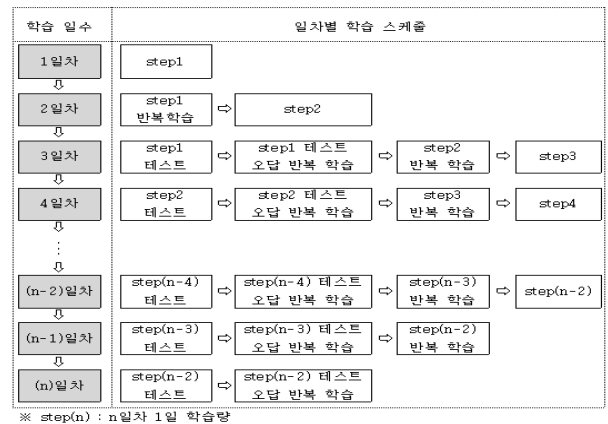 학습 일수 일차별 학습 스케줄
1일차 step1
2일차 step1 반복학습 ⇨ step2
3일차 step1 테스트 ⇨ step1 테스트 오답 반복 학습 ⇨ step2 반복 학습 ⇨ step3
4일차 step2 테스트 ⇨ step2 테스트 오답 반복 학습 ⇨ step3 반복 학습 ⇨ step4
⋮
(n-2)일차 step(n-4) 테스트 ⇨ step(n-4) 테스트 오답 반복 학습 ⇨ step(n-3) 반복 학습 ⇨ step(n-2)
(n-1)일차 step(n-3) 테스트 ⇨ step(n-3) 테스트 오답 반복 학습 ⇨ step(n-2) 반복 학습
(n)일차 step(n-2) 테스트 ⇨ step(n-2) 테스트 오답 반복 학습
※ step(n) : n일차 1일 학습량